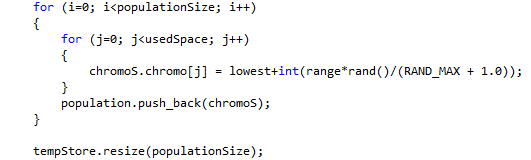 for (i=0; i<populationSize; i++)
{
for (j=0; j<usedSpace; j++)
{
chromoS.chromo[j] = lowest+int(range*rand()/(RAND_MAX + 1.0));
}
population.push_back(chromoS);
}
tempStore.resize(populationSize);